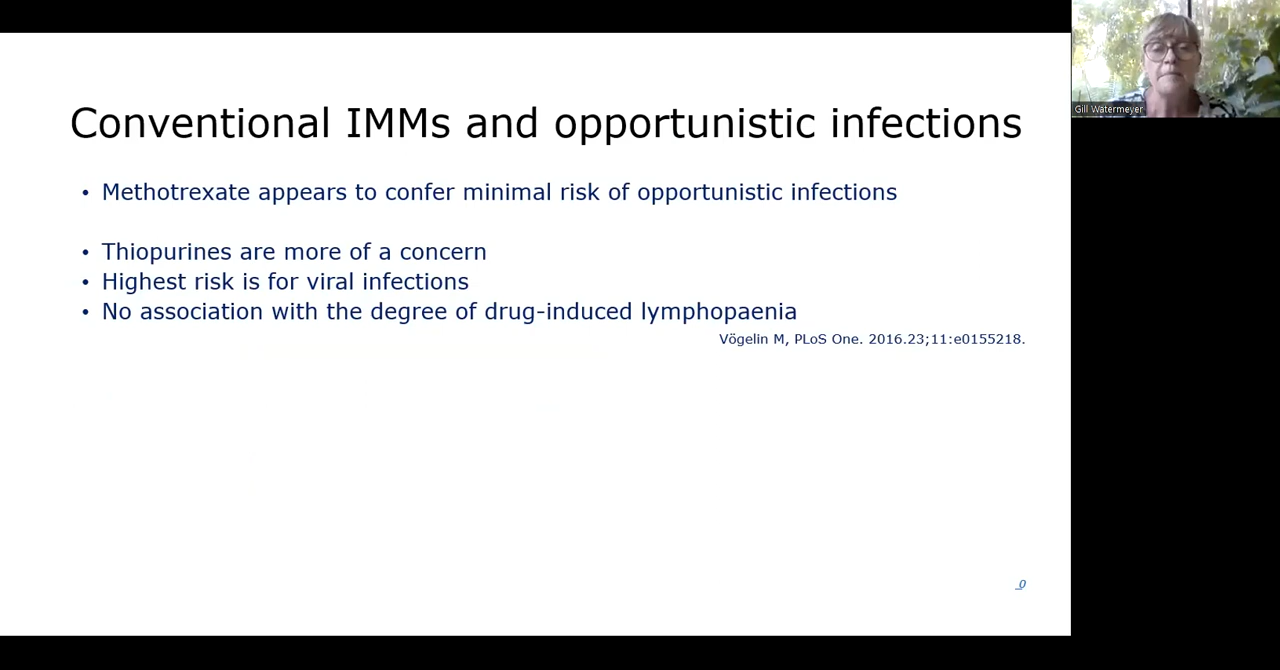 Conventional IMMs and opportunistic infections
• Methotrexate appears to confer minimal risk of opportunistic infections
• Thiopurines are more of a concern
• Highest risk is for viral infections
• No association with the degree of drug-induced lymphopaenia
Vögelin M, PLoS One. 2016.23;11:e0155218.
0
Gill Watermeyer